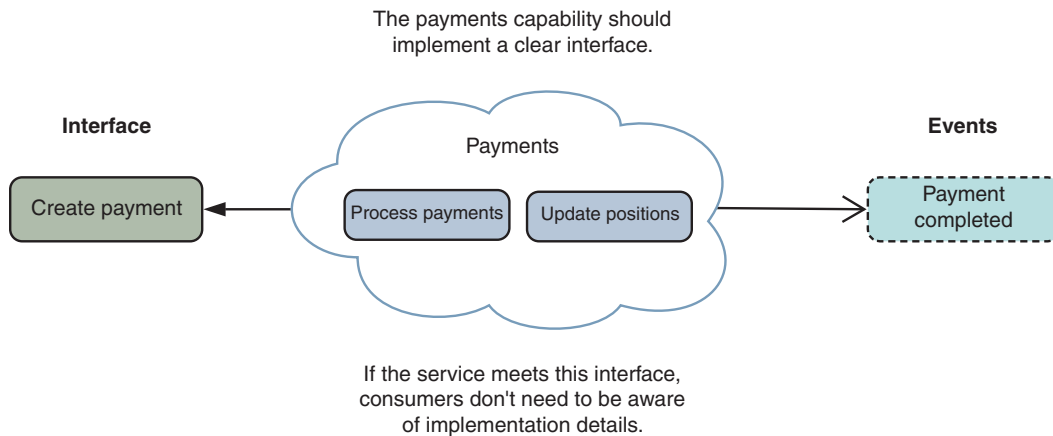 The payments capability should
implement a clear interface.
Interface
Events
Payments
Create payment
Process payments
Update positions
Payment
completed
If the service meets this interface,
consumers don't need to be aware
of implementation details.